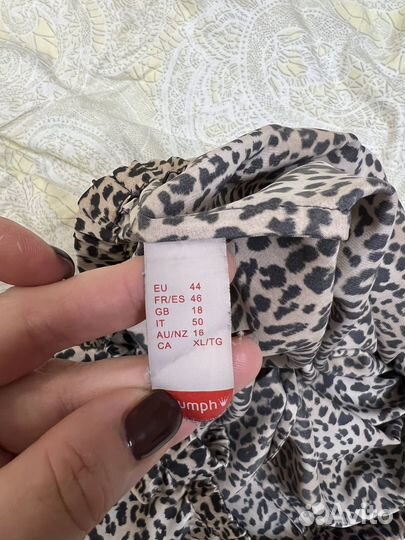 EU 44
FR/ES 46
GB 18
IT 50
AU/NZ 16
CA XL/TG
umph
Avito